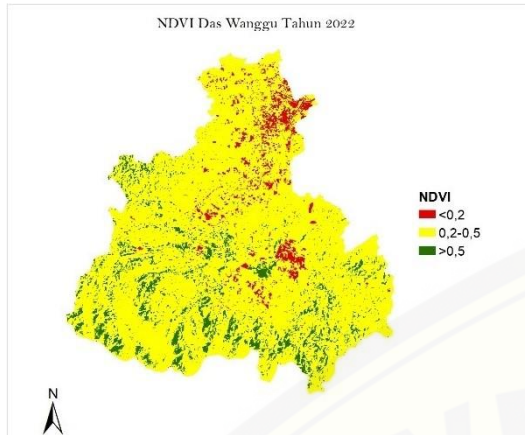 NDVI Das Wanggu Tahun 2022
NDVI
<0,2
0,2-0,5
>0,5
N